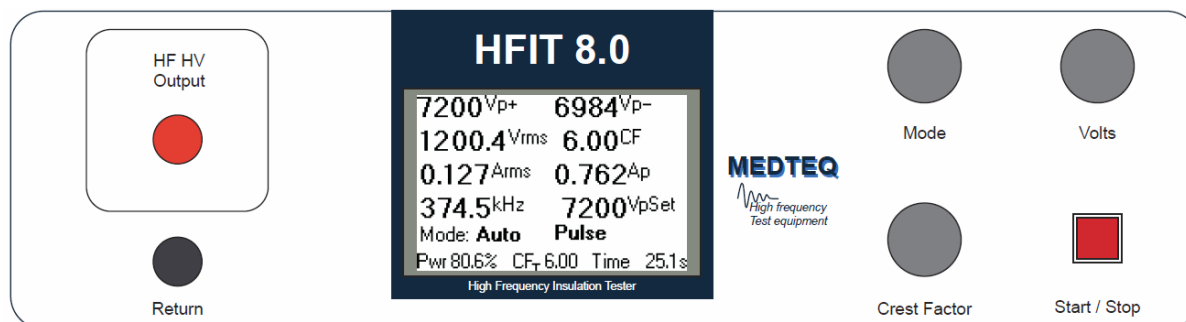 HF HV
Output
Return
HFIT 8.0
7200Vp+ 6984Vp-
1200.4Vrms 6.00CF
0.127Arms 0.762Ap
374.5kHz 7200VpSet
Mode: Auto Pulse
Pwr 80.6% CFT 6.00 Time 25.1s
High Frequency Insulation Tester
MEDTEQ
High frequency
Test equipment
Mode
Volts
Crest Factor
Start / Stop